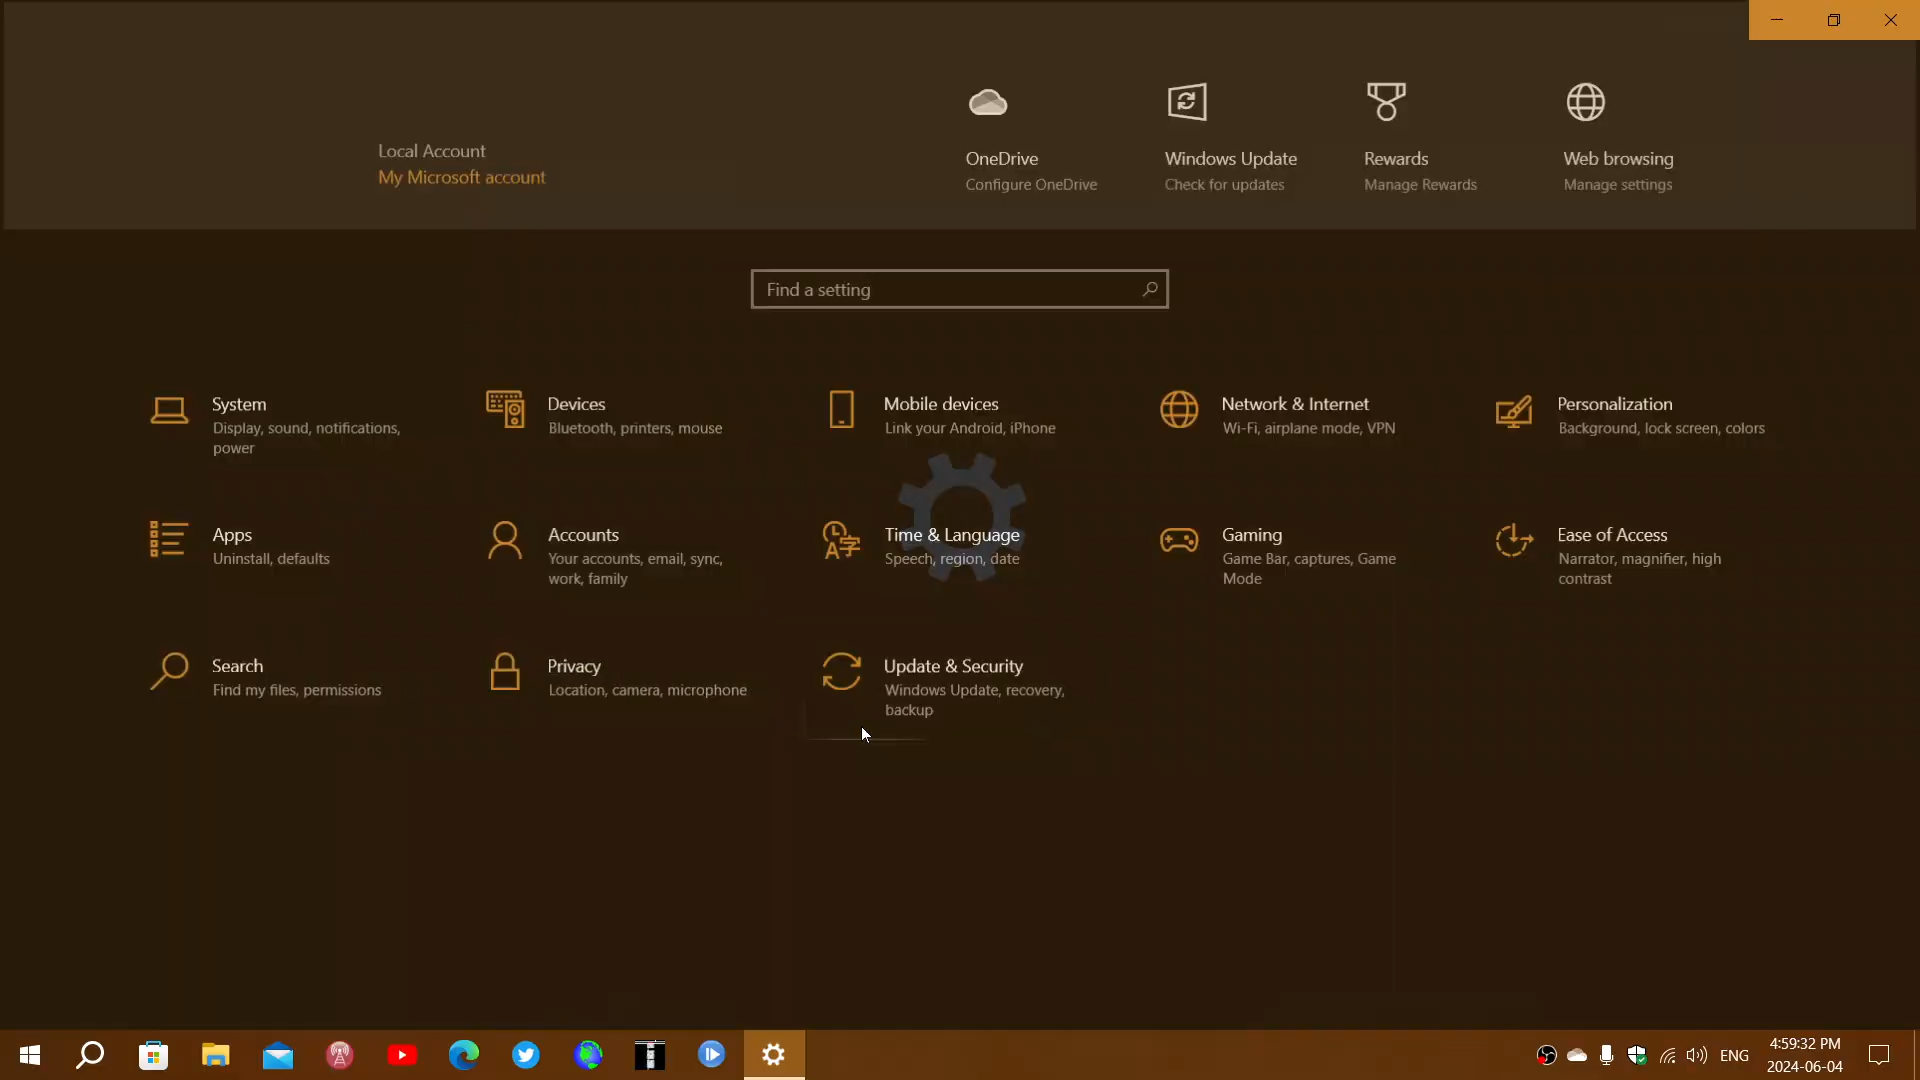 Local Account
My Microsoft account
OneDrive
Configure OneDrive
Windows Update
Check for updates
Rewards
Manage Rewards
Web browsing
Manage settings
Find a setting
System
Display, sound, notifications,
power
Devices
Bluetooth, printers, mouse
Mobile devices
Link your Android, iPhone
Network & Internet
Wi-Fi, airplane mode, VPN
Personalization
Background, lock screen, colors
Apps
Uninstall, defaults
Accounts
Your accounts, email, sync,
work, family
Time & Language
Speech, region, date
Gaming
Game Bar, captures, Game
Mode
Ease of Access
Narrator, magnifier, high
contrast
Search
Find my files, permissions
Privacy
Location, camera, microphone
Update & Security
Windows Update, recovery,
backup
ENG
4:59:32 PM
2024-06-04